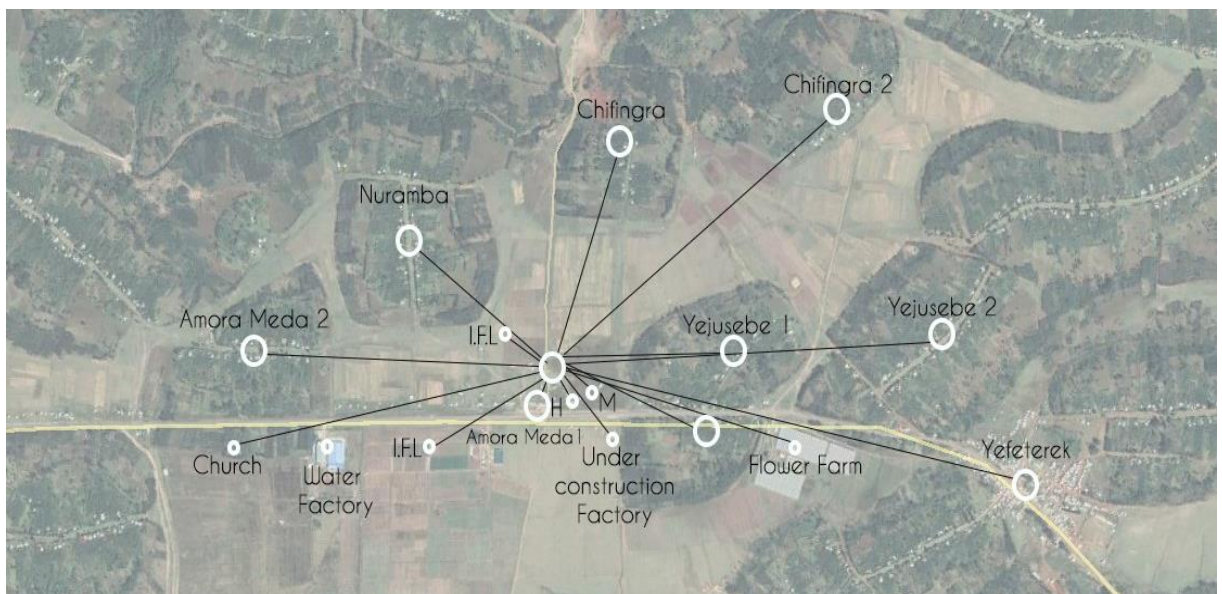 Chifingra 2
Chifingra
Nuramba
Amora Meda 2
I.F.L
Yejusebe 1
Yejusebe 2
H
M
Amora Meda 1
Church
Water
Factory
I.F.L
Under
construction
Factory
Flower Farm
Yefeterek